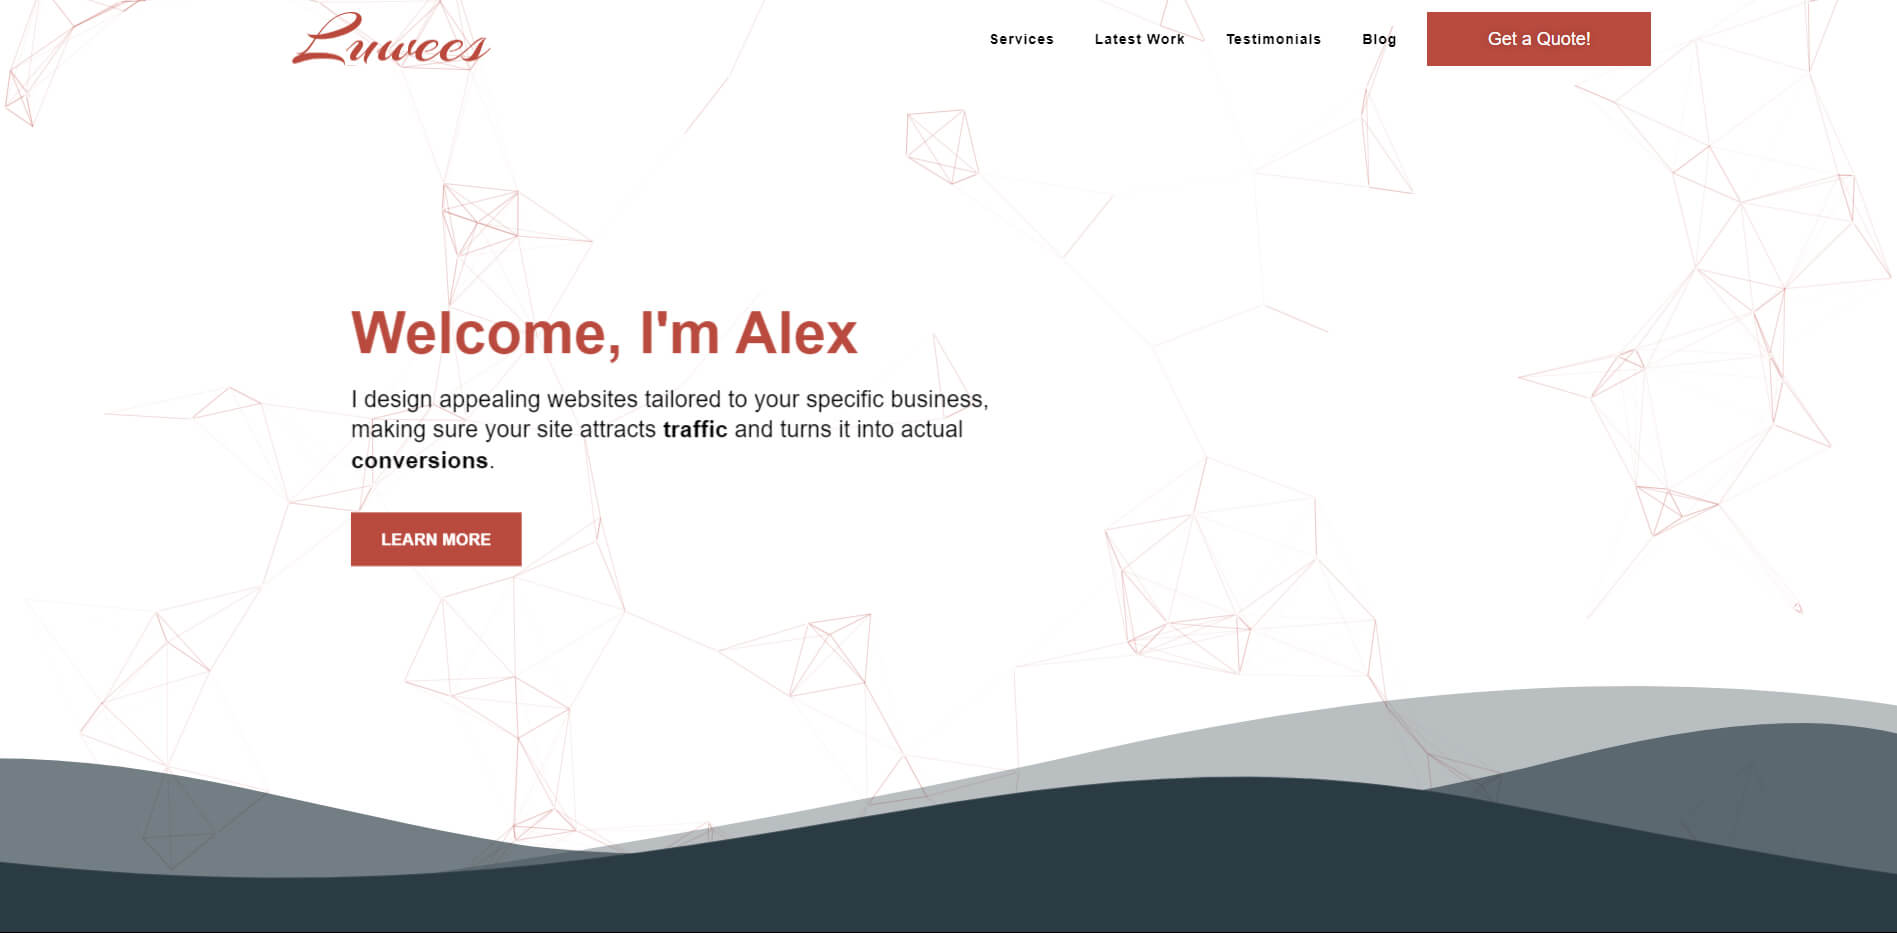 Luwees
Services Latest Work Testimonials Blog Get a Quote!
Welcome, I'm Alex
I design appealing websites tailored to your specific business,
making sure your site attracts traffic and turns it into actual
conversions.
LEARN MORE